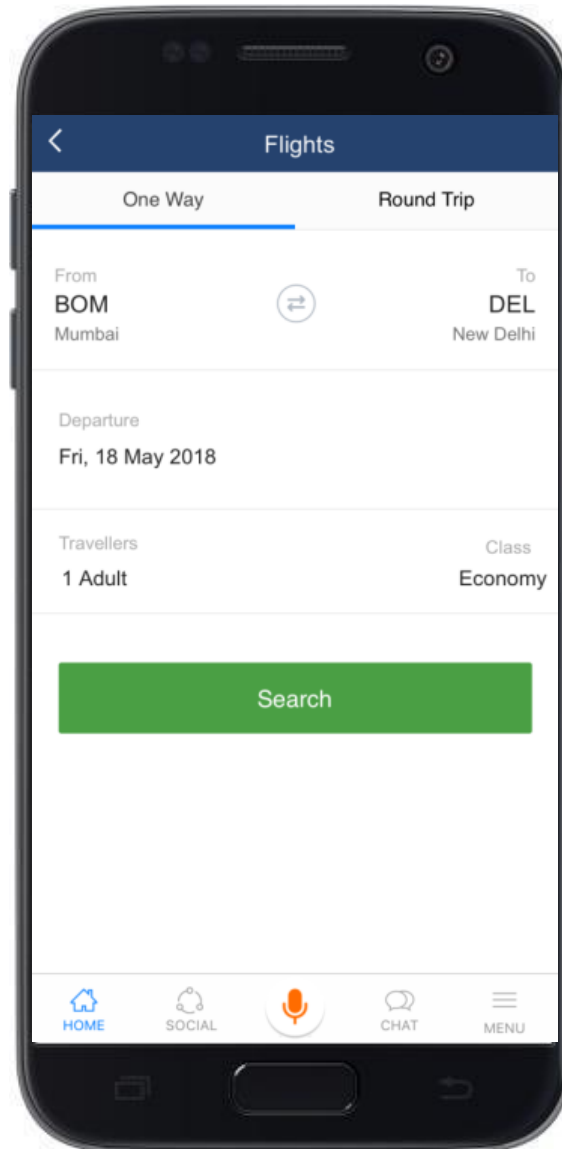 Flights
One Way Round Trip
From To
BOM DEL
Mumbai New Delhi
Departure
Fri, 18 May 2018
Travellers Class
1 Adult Economy
Search
HOME SOCIAL CHAT MENU